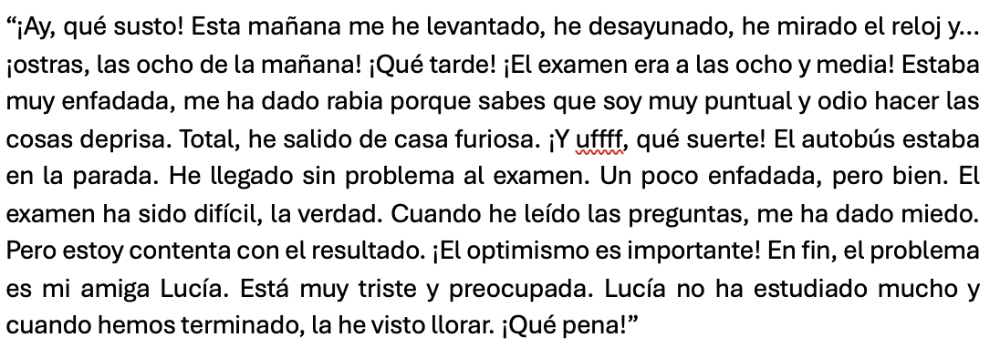 “¡Ay, qué susto! Esta mañana me he levantado, he desayunado, he mirado el reloj y...
¡ostras, las ocho de la mañana! ¡Qué tarde! ¡El examen era a las ocho y media! Estaba
muy enfadada, me ha dado rabia porque sabes que soy muy puntual y odio hacer las
cosas deprisa. Total, he salido de casa furiosa. ¡Y uffff, qué suerte! El autobús estaba
en la parada. He llegado sin problema al examen. Un poco enfadada, pero bien. El
examen ha sido difícil, la verdad. Cuando he leído las preguntas, me ha dado miedo.
Pero estoy contenta con el resultado. ¡El optimismo es importante! En fin, el problema
es mi amiga Lucía. Está muy triste y preocupada. Lucía no ha estudiado mucho y
cuando hemos terminado, la he visto llorar. ¡Qué pena!”